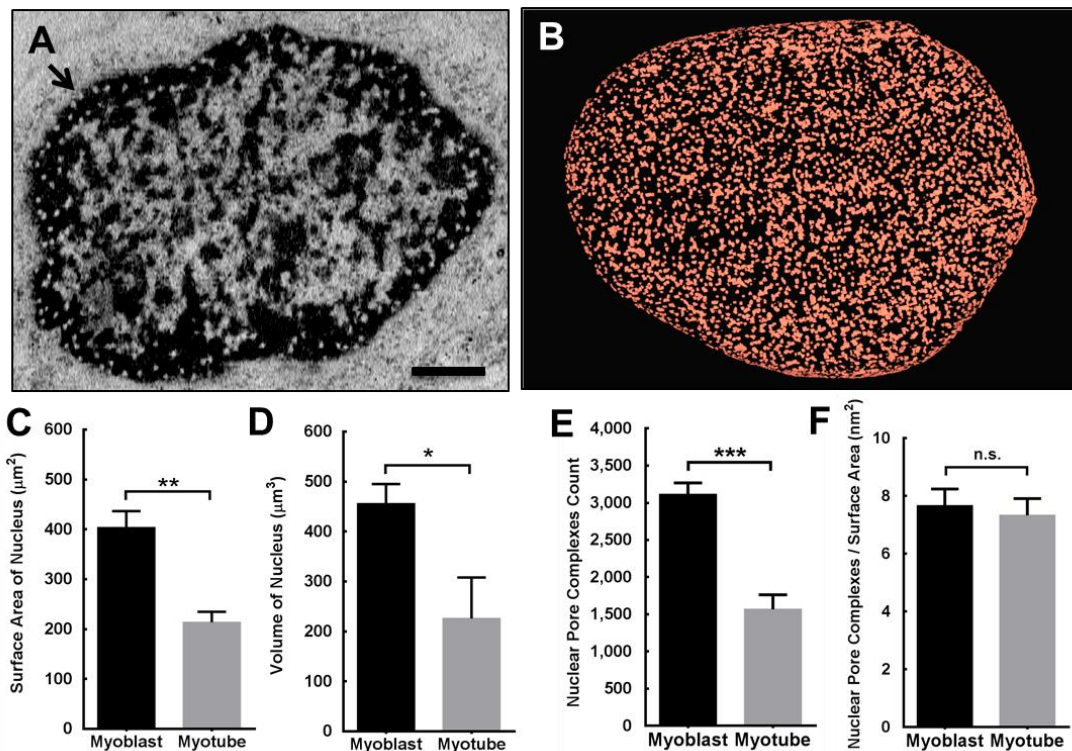 A
B
C
Surface Area of Nucleus (µm²)
600
500
400
300
200
100
0
**
Myoblast Myotube
D
Volume of Nucleus (µm³)
600
500
400
300
200
100
0
*
Myoblast Myotube
E
Nuclear Pore Complexes Count
4,000
3,500
3,000
2,500
2,000
1,500
1,000
500
0
***
Myoblast Myotube
F
Nuclear Pore Complexes / Surface Area (nm²)
10
8
6
4
2
0
n.s.
Myoblast Myotube